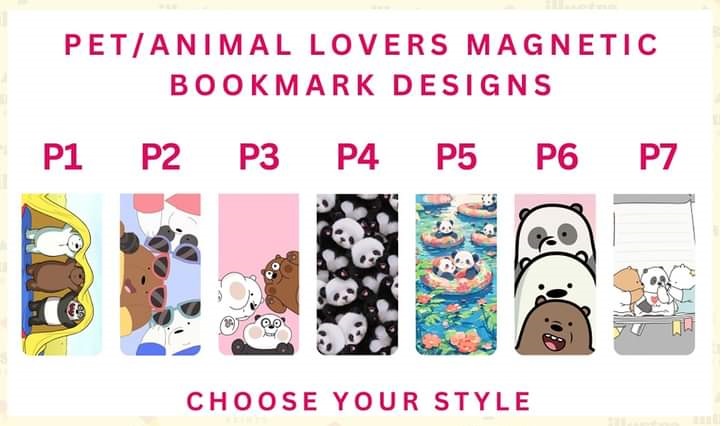 PET/ANIMAL LOVERS MAGNETIC
BOOKMARK DESIGNS
P1 P2 P3 P4 P5 P6 P7
CHOOSE YOUR STYLE